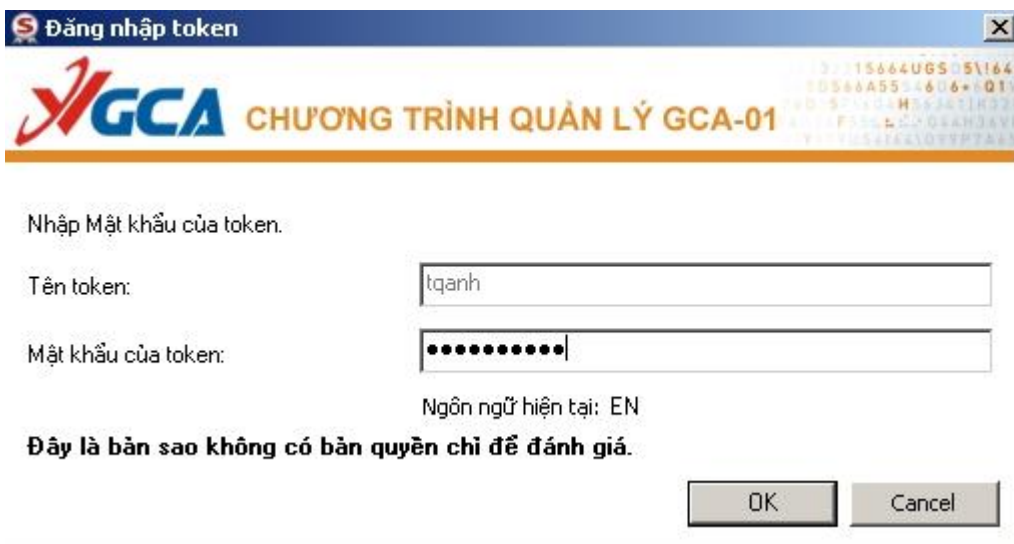 Đăng nhập token
GCA CHƯƠNG TRÌNH QUẢN LÝ GCA-01
Nhập Mật khẩu của token.
Tên token: tqanh
Mật khẩu của token: ●●●●●●●●●●
Ngôn ngữ hiện tại: EN
Đây là bản sao không có bản quyền chỉ để đánh giá.
OK Cancel